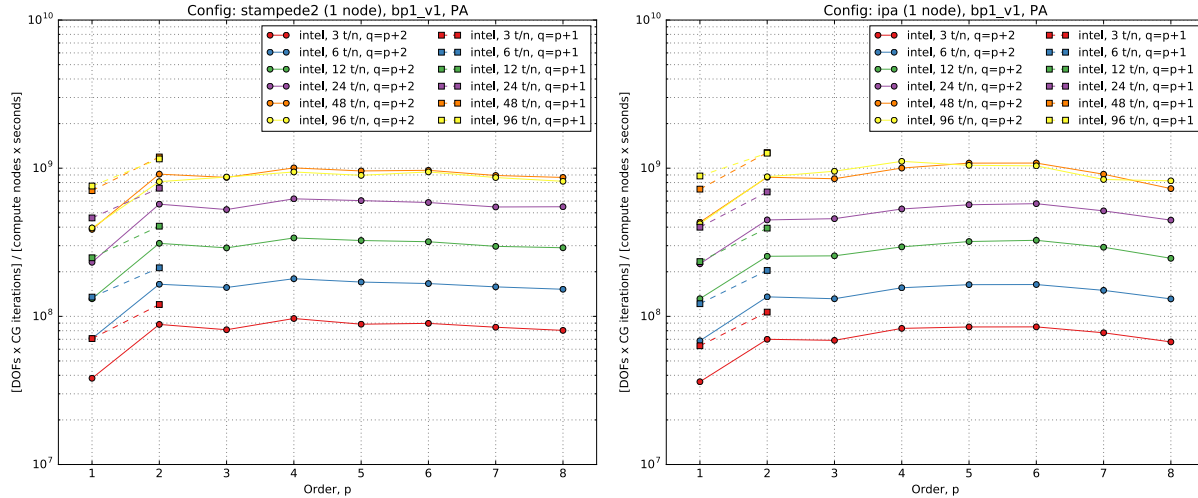 Config: stampede2 (1 node), bp1_v1, PA
[DOFs x CG iterations] / [compute nodes x seconds]
10^10
10^9
10^8
10^7
intel, 3 t/n, q=p+2
intel, 6 t/n, q=p+2
intel, 12 t/n, q=p+2
intel, 24 t/n, q=p+2
intel, 48 t/n, q=p+2
intel, 96 t/n, q=p+2
intel, 3 t/n, q=p+1
intel, 6 t/n, q=p+1
intel, 12 t/n, q=p+1
intel, 24 t/n, q=p+1
intel, 48 t/n, q=p+1
intel, 96 t/n, q=p+1
1 2 3 4 5 6 7 8
Order, p
Config: ipa (1 node), bp1_v1, PA
[DOFs x CG iterations] / [compute nodes x seconds]
10^10
10^9
10^8
10^7
intel, 3 t/n, q=p+2
intel, 6 t/n, q=p+2
intel, 12 t/n, q=p+2
intel, 24 t/n, q=p+2
intel, 48 t/n, q=p+2
intel, 96 t/n, q=p+2
intel, 3 t/n, q=p+1
intel, 6 t/n, q=p+1
intel, 12 t/n, q=p+1
intel, 24 t/n, q=p+1
intel, 48 t/n, q=p+1
intel, 96 t/n, q=p+1
1 2 3 4 5 6 7 8
Order, p